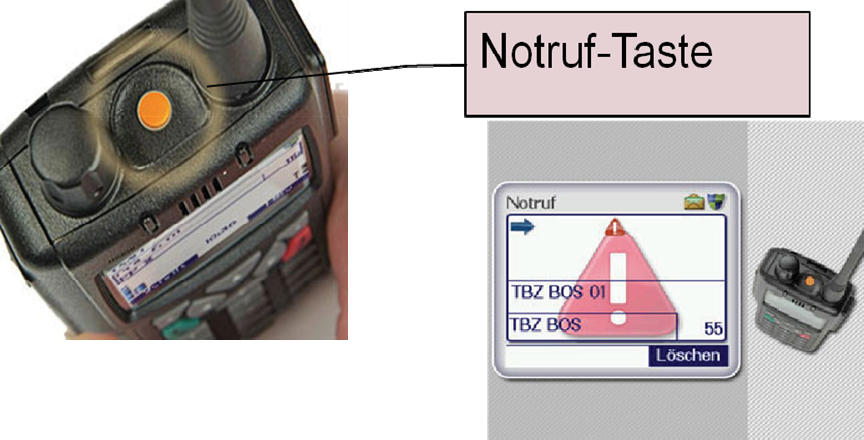 Notruf-Taste
Notruf
TBZ BOS 01
TBZ BOS
55
Löschen